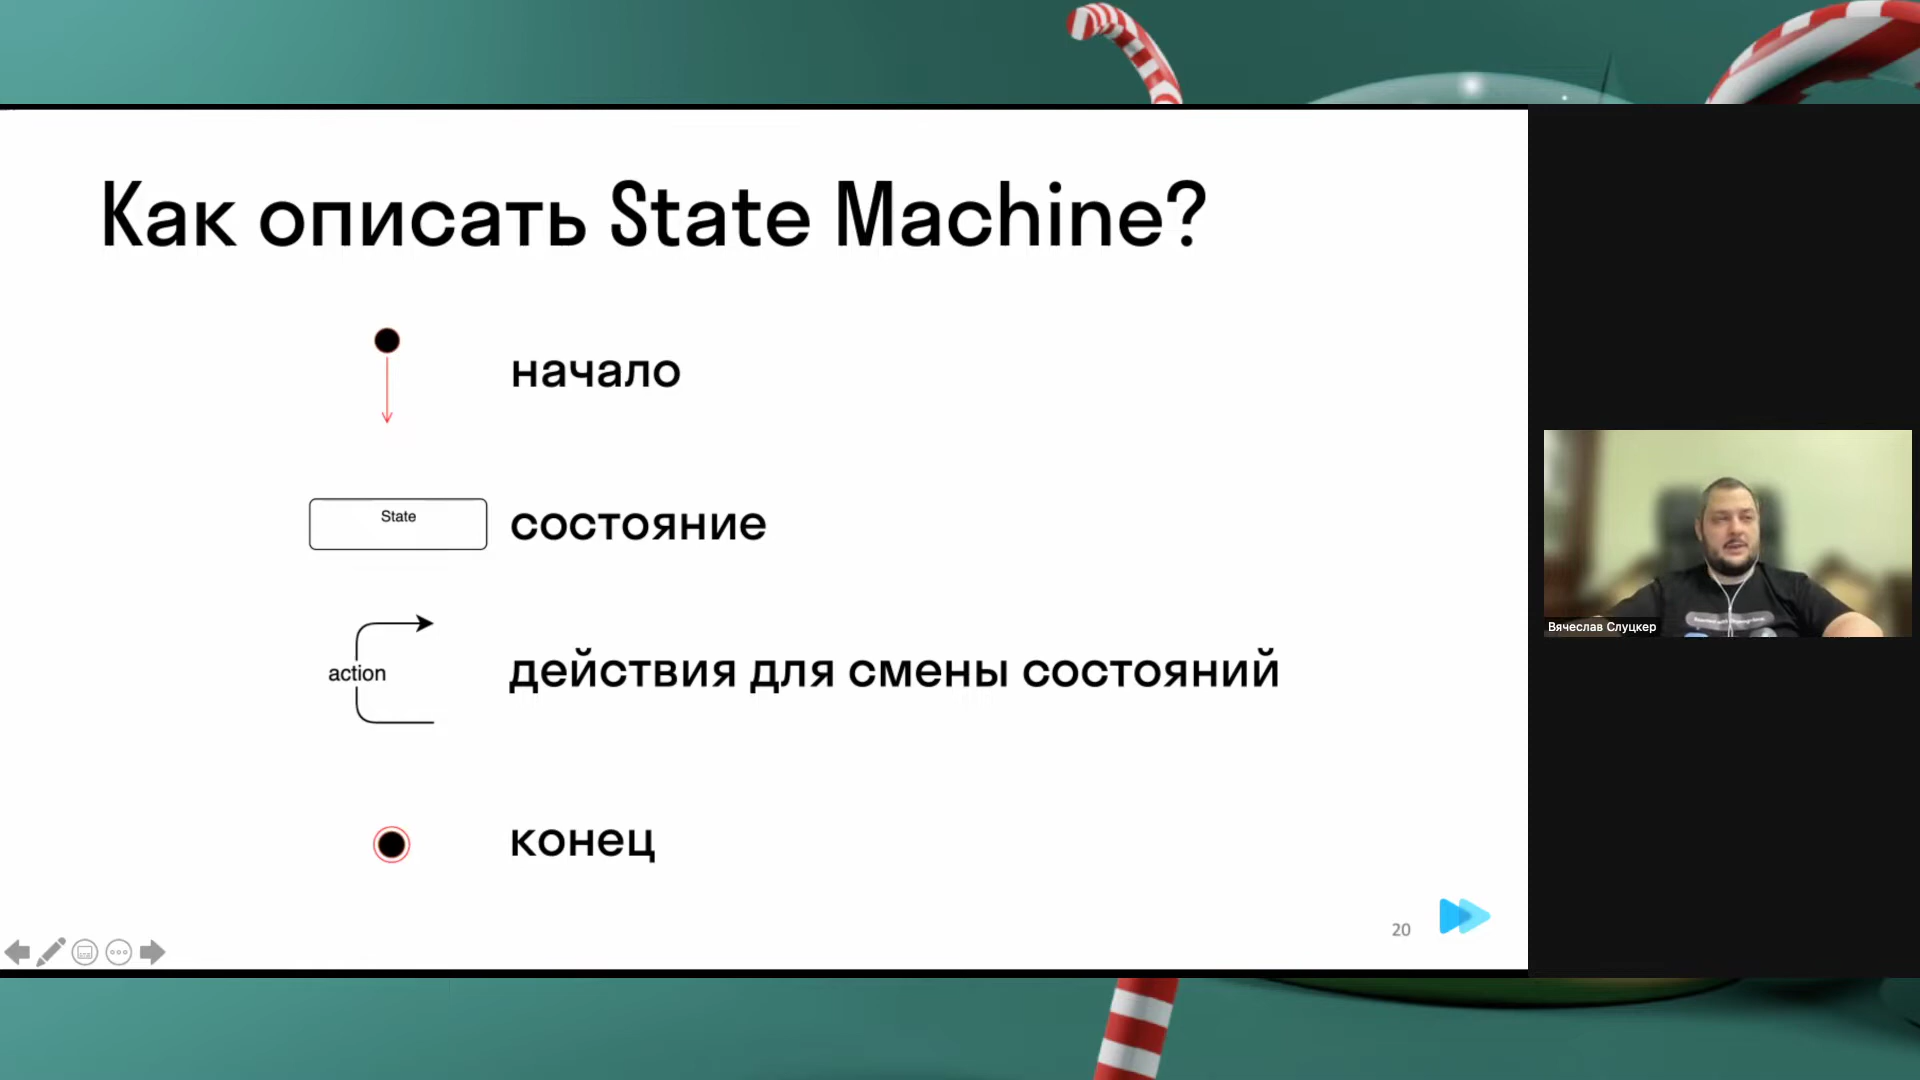 Как описать State Machine?
начало
State
состояние
action
действия для смены состояний
конец
20
Вячеслав Слуцкер